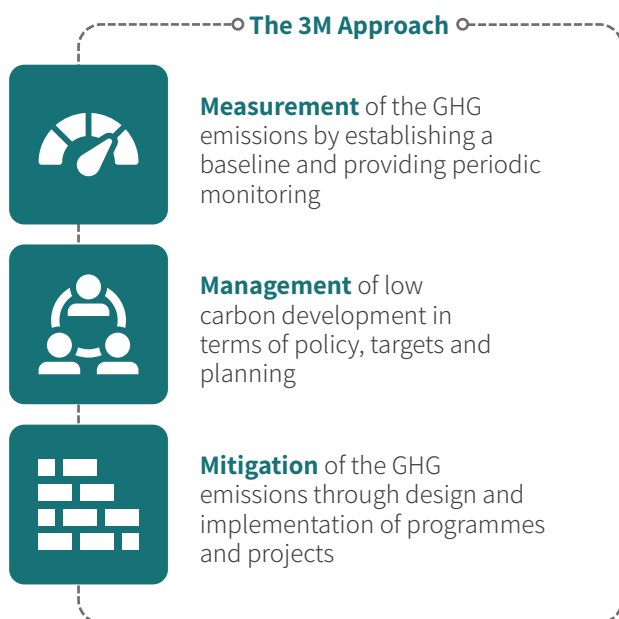 The 3M Approach
Measurement of the GHG
emissions by establishing a
baseline and providing periodic
monitoring
Management of low
carbon development in
terms of policy, targets and
planning
Mitigation of the GHG
emissions through design and
implementation of programmes
and projects